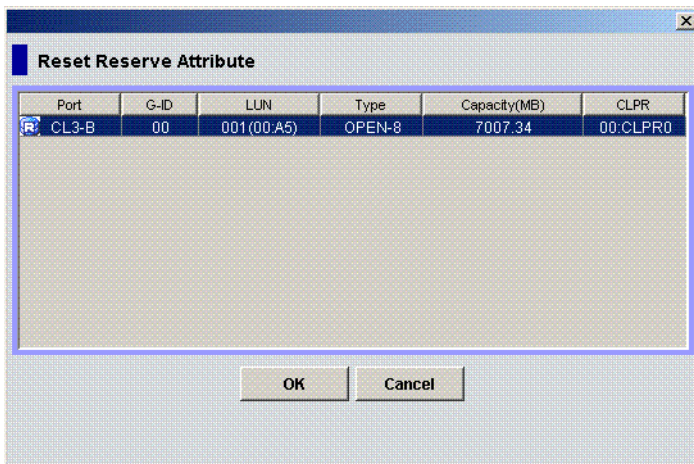 Reset Reserve Attribute
Port G-ID LUN Type Capacity(MB) CLPR
R CL3-B 00 001(00:A5) OPEN-8 7007.34 00:CLPR0
OK Cancel